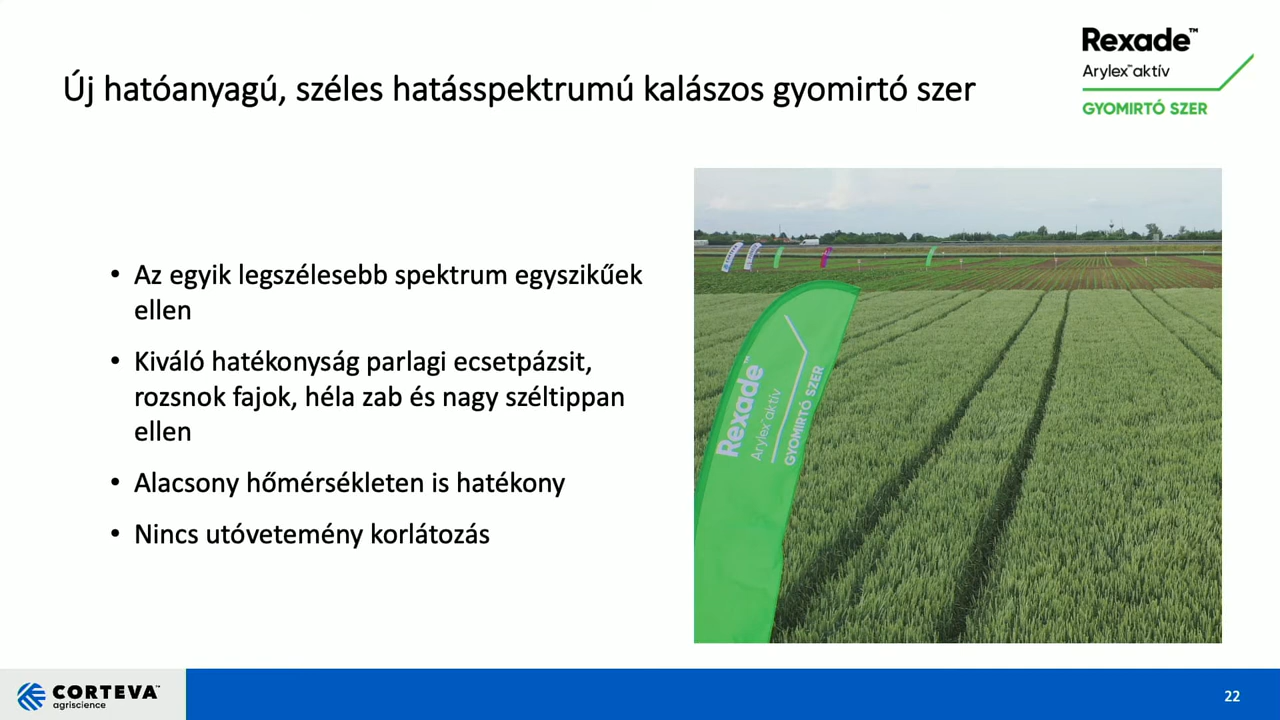 Rexade™
Arylex™aktív
GYOMIRTÓ SZER
Új hatóanyagú, széles hatásspektrumú kalászos gyomirtó szer
• Az egyik legszélesebb spektrum egyszikűek
ellen
• Kiváló hatékonyság parlagi ecsetpázsit,
rozsnok fajok, héla zab és nagy széltippan
ellen
• Alacsony hőmérsékleten is hatékony
• Nincs utóvetemény korlátozás
Rexade™
Arylex™aktív
GYOMIRTÓ SZER
CORTEVA™
agriscience
22